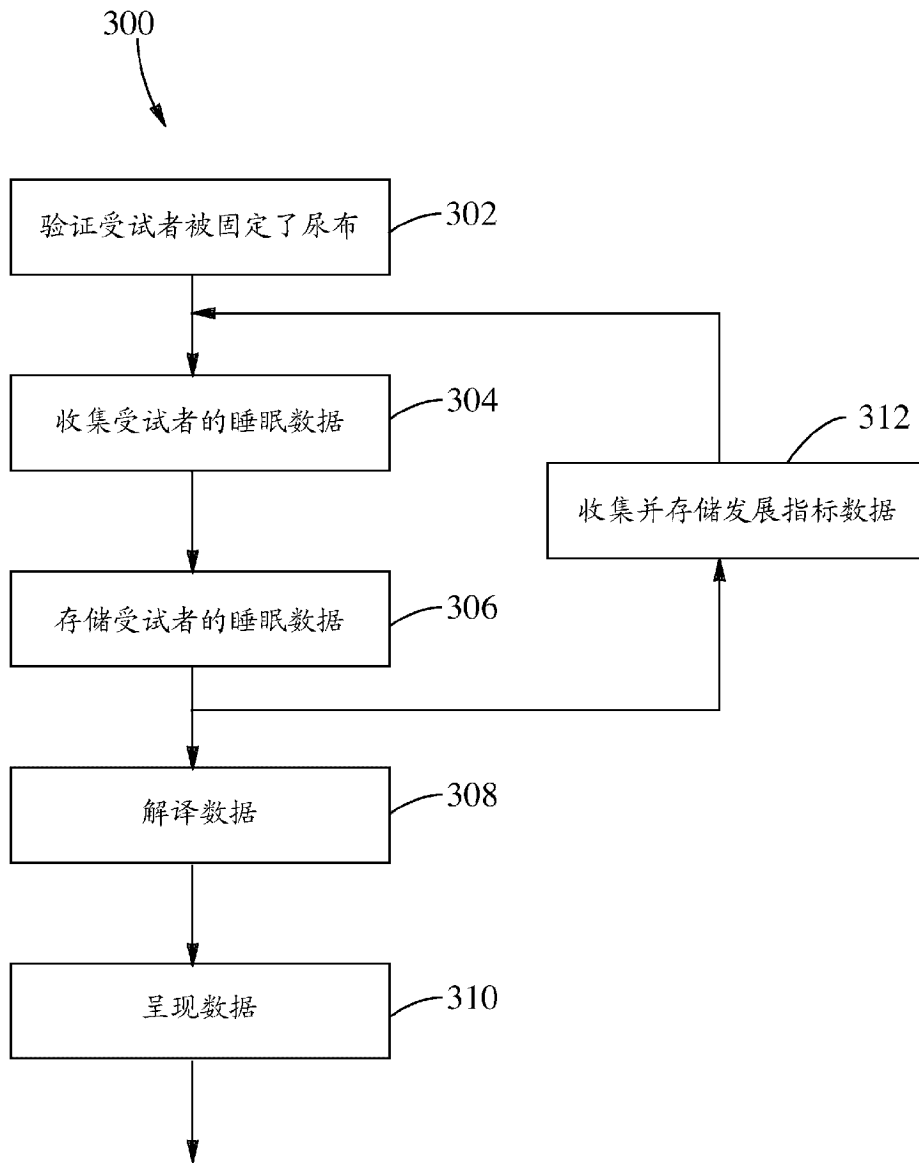 300
验证受试者被固定了尿布
302
收集受试者的睡眠数据
304
312
收集并存储发展指标数据
存储受试者的睡眠数据
306
解译数据
308
呈现数据
310